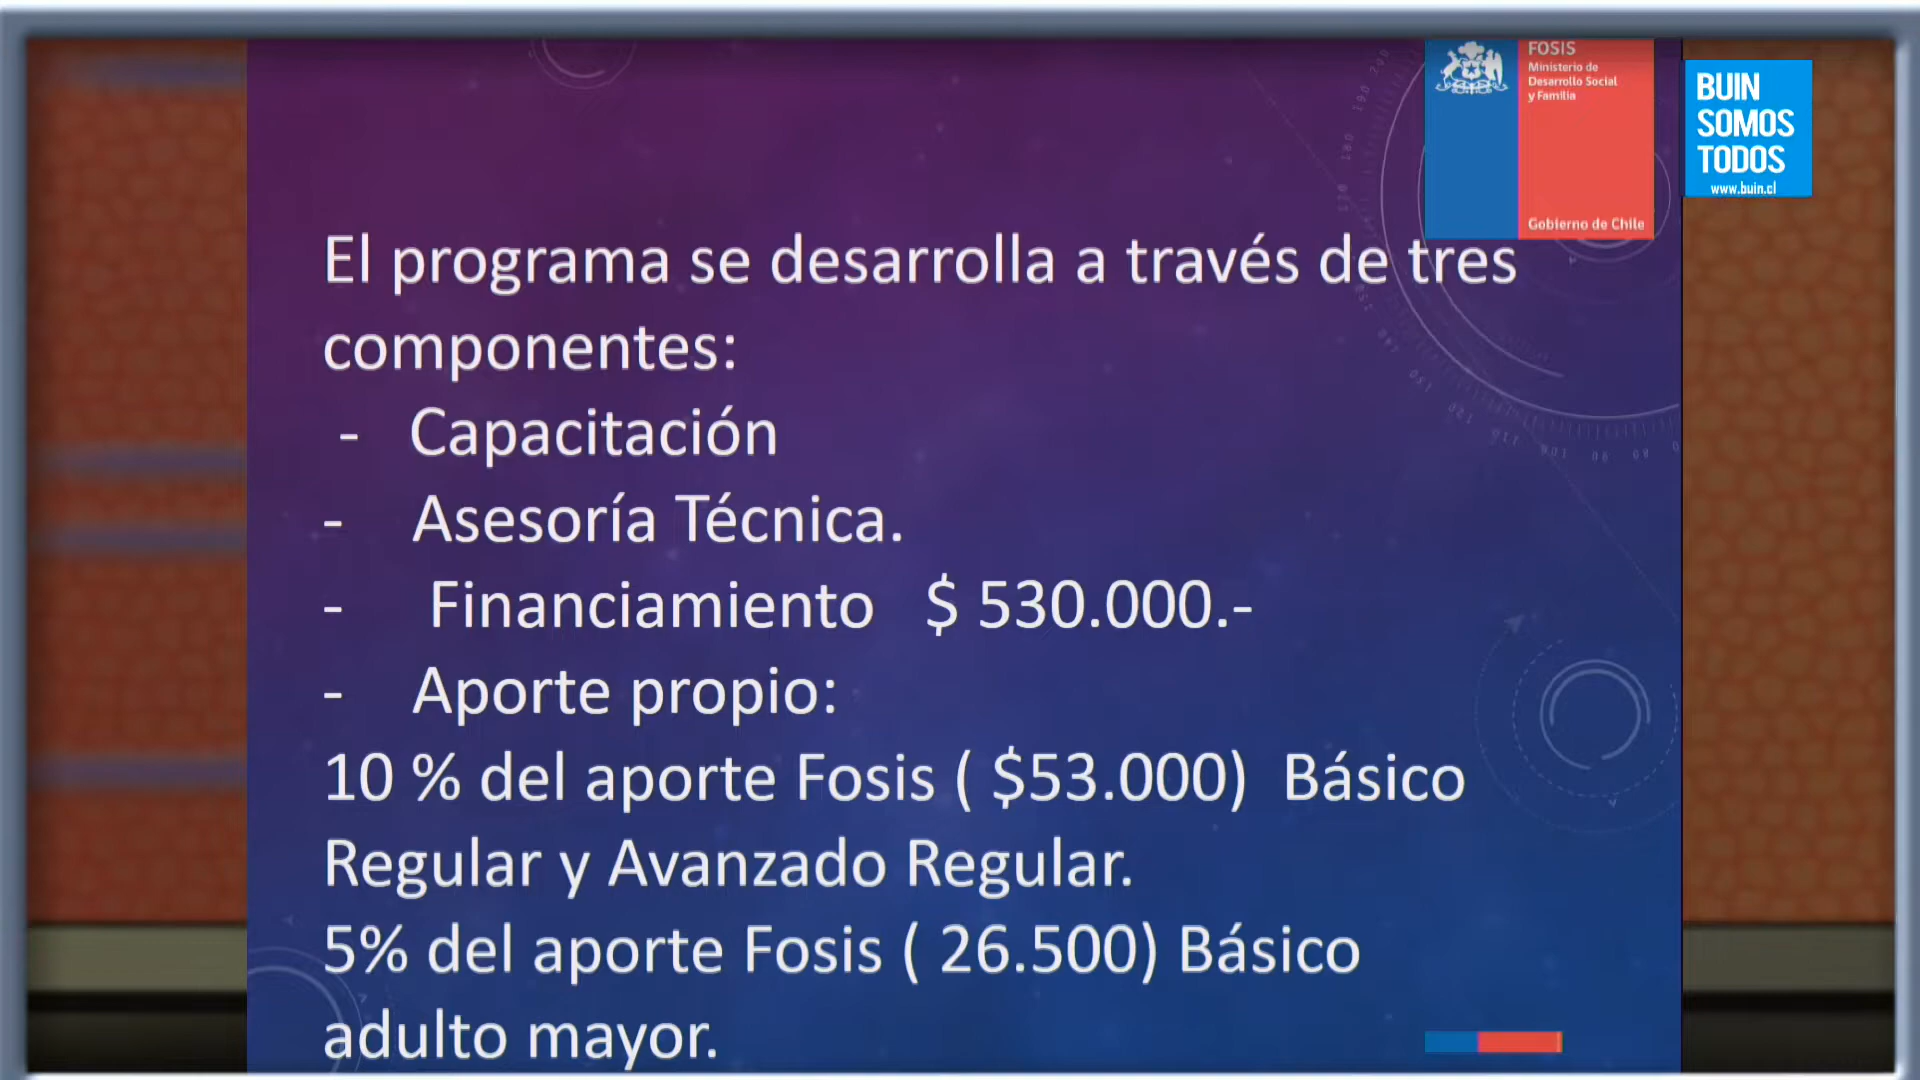 FOSIS
Ministerio de
Desarrollo Social
y Familia
Gobierno de Chile
BUIN
SOMOS
TODOS
www.buin.cl
El programa se desarrolla a través de tres
componentes:
- Capacitación
- Asesoría Técnica.
- Financiamiento $ 530.000.-
- Aporte propio:
10 % del aporte Fosis ( $53.000) Básico
Regular y Avanzado Regular.
5% del aporte Fosis ( 26.500) Básico
adulto mayor.